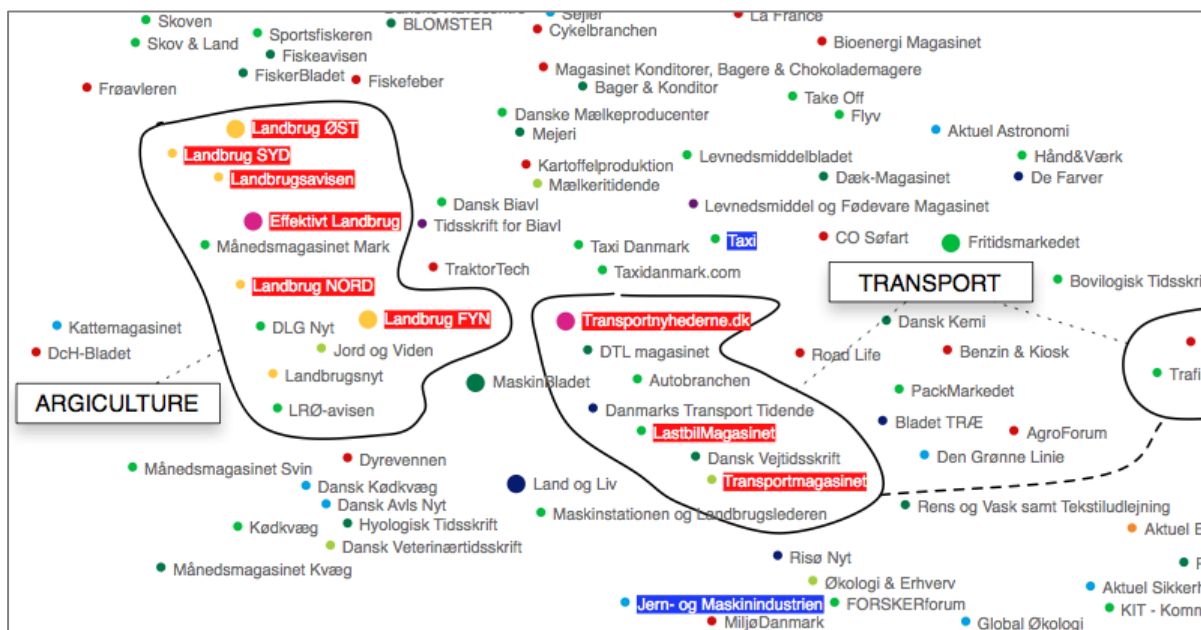 Skoven
Skov & Land
Sportsfiskeren
Fiskeavisen
FiskerBladet
Fiskefeber
Frøavleren
BLOMSTER
Sejler
Cykelbranchen
La France
Bioenergi Magasinet
Magasinet Konditorer, Bagere & Chokolademagere
Bager & Konditor
Take Off
Flyv
Danske Mælkeproducenter
Mejeri
Aktuel Astronomi
Landbrug ØST
Landbrug SYD
Landbrugsavisen
Kartoffelproduktion
Mælkeritidende
Levnedsmiddelbladet
Hånd&Værk
Dæk-Magasinet
De Farver
Dansk Biavl
Levnedsmiddel og Fødevare Magasinet
Effektivt Landbrug
Tidsskrift for Biavl
Månedsmagasinet Mark
Taxi Danmark
Taxi
CO Søfart
Fritidsmarkedet
TraktorTech
Taxidanmark.com
TRANSPORT
Bovilogisk Tidsskri
Landbrug NORD
Landbrug FYN
Transportnyhederne.dk
Dansk Kemi
Kattemagasinet
DLG Nyt
DcH-Bladet
Jord og Viden
DTL magasinet
Road Life
Benzin & Kiosk
Landbrugsnyt
MaskinBladet
Autobranchen
Trafi
PackMarkedet
ARGICULTURE
LRØ-avisen
Danmarks Transport Tidende
Bladet TRÆ
LastbilMagasinet
AgroForum
Månedsmagasinet Svin
Dyrevennen
Dansk Vejtidsskrift
Den Grønne Linie
Dansk Kødkvæg
Land og Liv
Transportmagasinet
Dansk Avls Nyt
Rens og Vask samt Tekstiludlejning
Kødkvæg
Hyologisk Tidsskrift
Maskinstationen og Landbrugslederen
Aktuel E
Dansk Veterinærtidsskrift
Risø Nyt
Månedsmagasinet Kvæg
Økologi & Erhverv
Aktuel Sikkerh
Jern- og Maskinindustrien
FORSKERforum
KIT - Komm
MiljøDanmark
Global Økologi